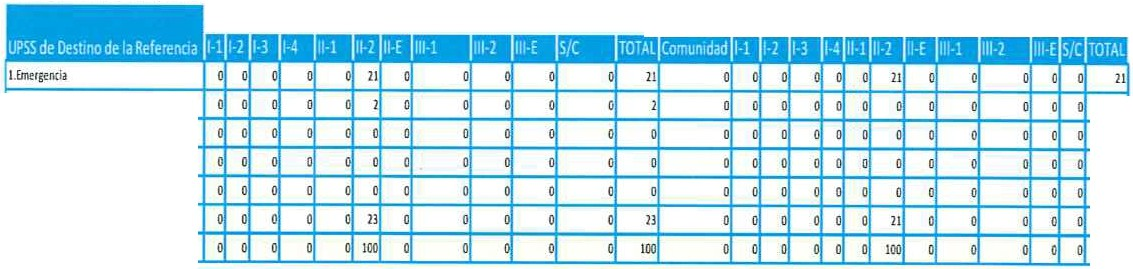 UPSS de Destino de la Referencia I-1 I-2 I-3 I-4 II-1 II-2 II-E III-1 III-2 III-E S/C TOTAL Comunidad I-1 I-2 I-3 I-4 II-1 II-2 II-E III-1 III-2 III-E S/C TOTAL
1.Emergencia 0 0 0 0 0 21 0 0 0 0 0 21 0 0 0 0 0 0 21 0 0 0 0 0 21
0 0 0 0 0 2 0 0 0 0 0 2 0 0 0 0 0 0 0 0 0 0 0 0
0 0 0 0 0 0 0 0 0 0 0 0 0 0 0 0 0 0 0 0 0 0 0 0
0 0 0 0 0 0 0 0 0 0 0 0 0 0 0 0 0 0 0 0 0 0 0 0
0 0 0 0 0 0 0 0 0 0 0 0 0 0 0 0 0 0 0 0 0 0 0 0
0 0 0 0 0 23 0 0 0 0 0 23 0 0 0 0 0 0 21 0 0 0 0 0
0 0 0 0 0 100 0 0 0 0 0 100 0 0 0 0 0 0 100 0 0 0 0 0